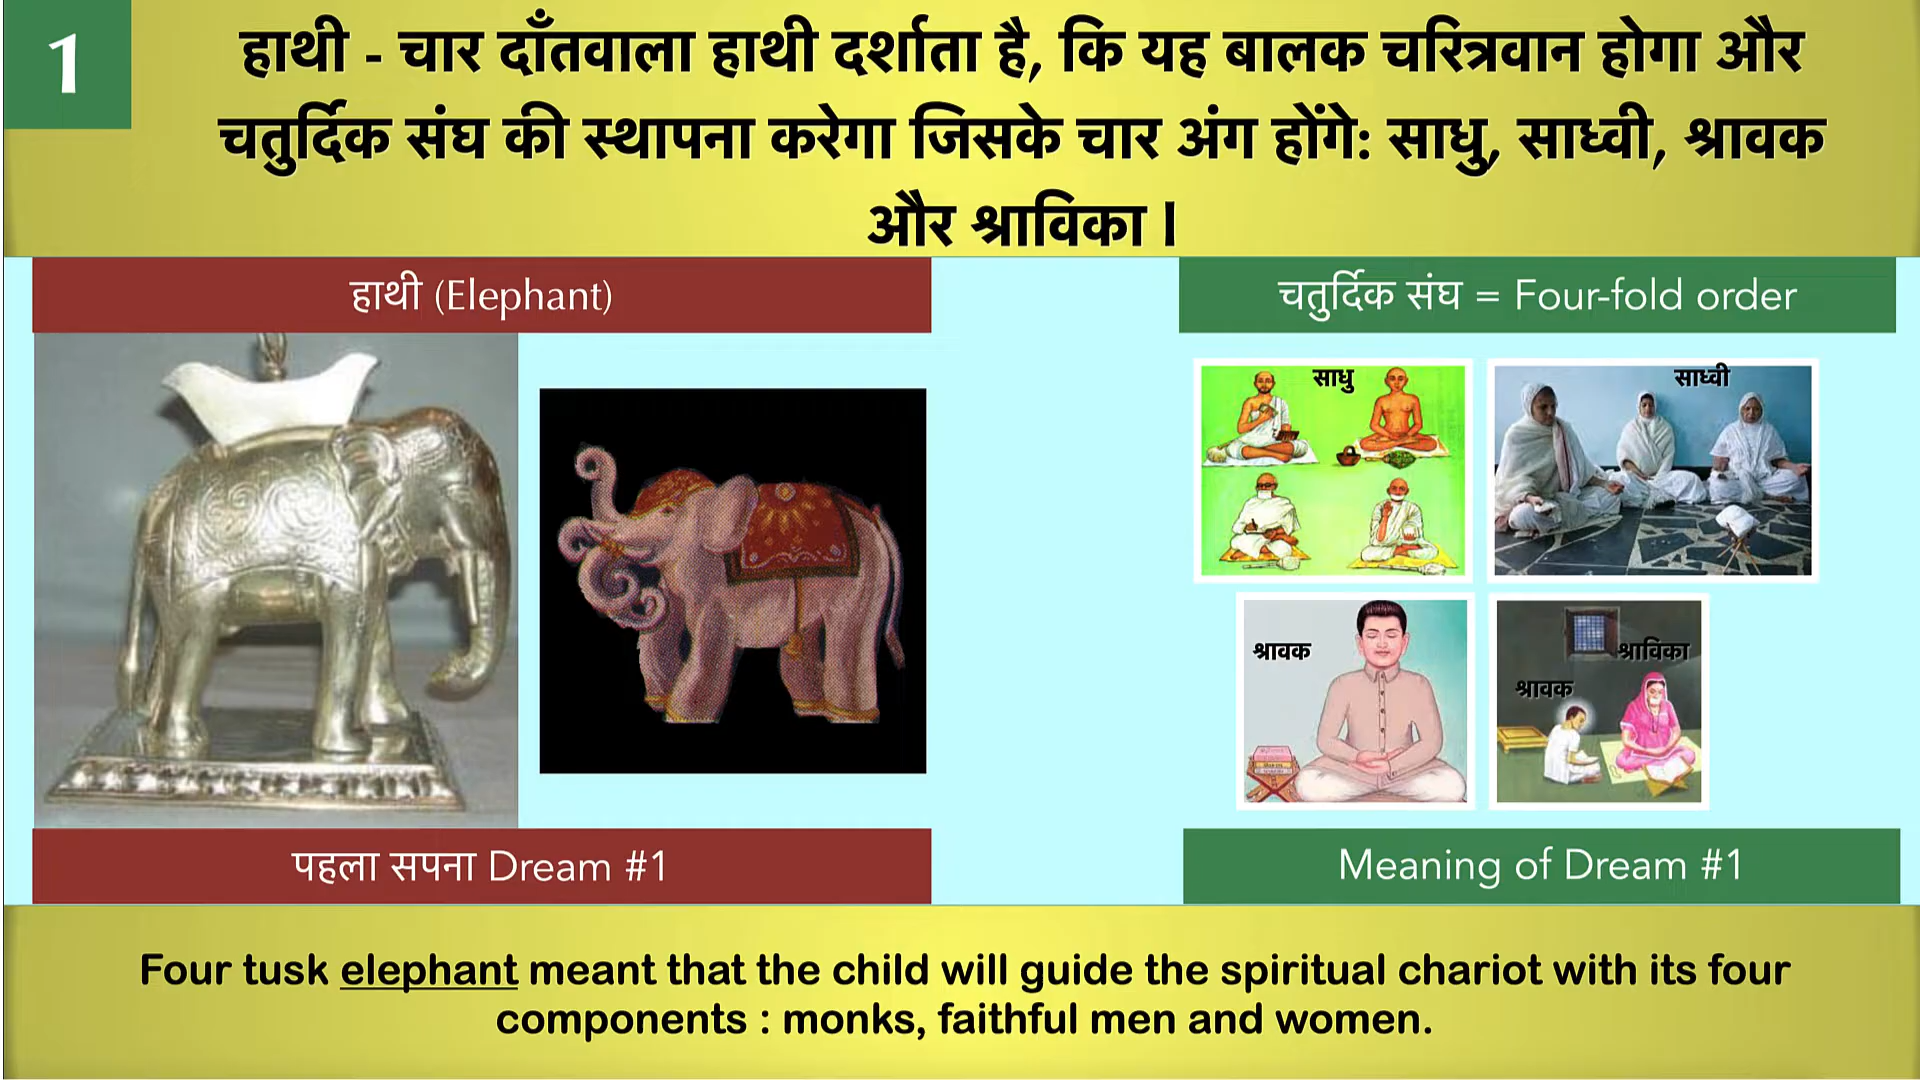 1
हाथी - चार दाँतवाला हाथी दर्शाता है, कि यह बालक चरित्रवान होगा और
चतुर्दिक संघ की स्थापना करेगा जिसके चार अंग होंगे: साधु, साध्वी, श्रावक
और श्राविका l
हाथी (Elephant)
चतुर्दिक संघ = Four-fold order
साधु
साध्वी
श्रावक
श्राविका
श्रावक
पहला सपना Dream #1
Meaning of Dream #1
Four tusk elephant meant that the child will guide the spiritual chariot with its four
components : monks, faithful men and women.